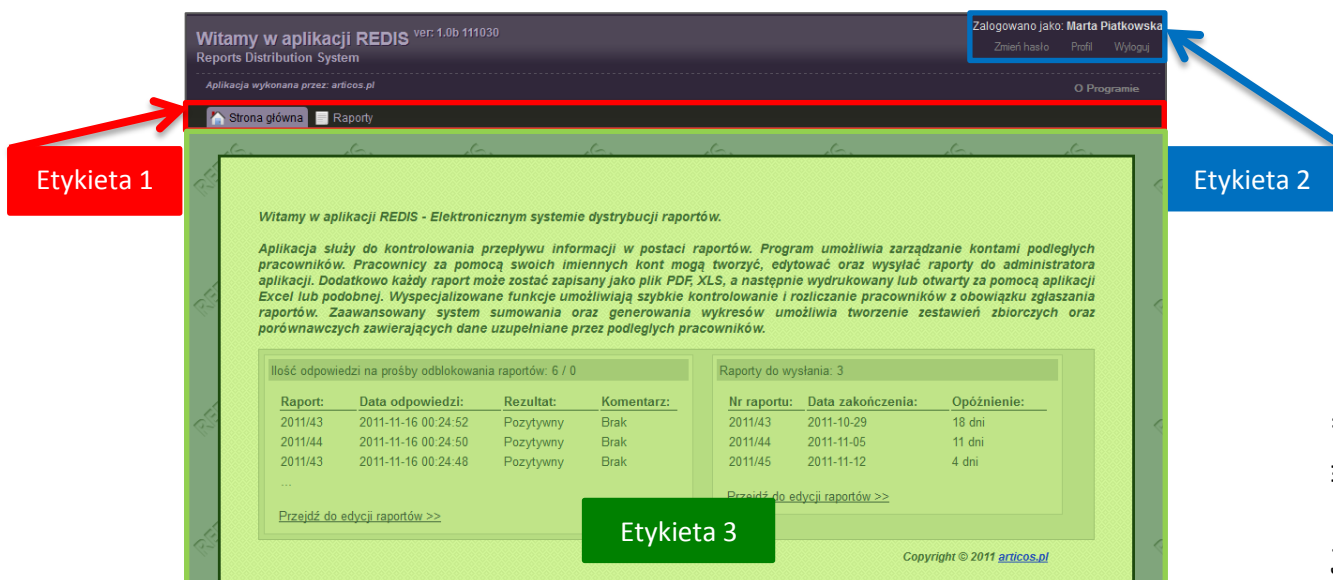 Witamy w aplikacji REDIS ver: 1.0b 111030
Reports Distribution System
Zalogowano jako: Marta Piatkowska
Zmień hasło Profil Wyloguj
Aplikacja wykonana przez: articos.pl
O Programie
Strona główna Raporty
Etykieta 1
Etykieta 2
Witamy w aplikacji REDIS - Elektronicznym systemie dystrybucji raportów.
Aplikacja służy do kontrolowania przepływu informacji w postaci raportów. Program umożliwia zarządzanie kontami podległych
pracowników. Pracownicy za pomocą swoich imiennych kont mogą tworzyć, edytować oraz wysyłać raporty do administratora
aplikacji. Dodatkowo każdy raport może zostać zapisany jako plik PDF, XLS, a następnie wydrukowany lub otwarty za pomocą aplikacji
Excel lub podobnej. Wyspecjalizowane funkcje umożliwiają szybkie kontrolowanie i rozliczanie pracowników z obowiązku zgłaszania
raportów. Zaawansowany system sumowania oraz generowania wykresów umożliwia tworzenie zestawień zbiorczych oraz
porównawczych zawierających dane uzupełniane przez podległych pracowników.
Ilość odpowiedzi na prośby odblokowania raportów: 6 / 0
Raport: Data odpowiedzi: Rezultat: Komentarz:
2011/43 2011-11-16 00:24:52 Pozytywny Brak
2011/44 2011-11-16 00:24:50 Pozytywny Brak
2011/43 2011-11-16 00:24:48 Pozytywny Brak
...
Przejdź do edycji raportów >>
Raporty do wysłania: 3
Nr raportu: Data zakończenia: Opóźnienie:
2011/43 2011-10-29 18 dni
2011/44 2011-11-05 11 dni
2011/45 2011-11-12 4 dni
Przejdź do edycji raportów >>
Etykieta 3
Copyright © 2011 articos.pl